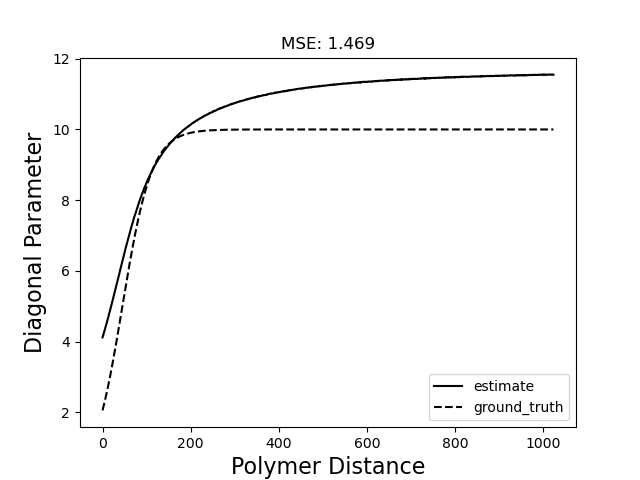 MSE: 1.469
12
10
8
6
4
2
Diagonal Parameter
estimate
ground_truth
0 200 400 600 800 1000
Polymer Distance